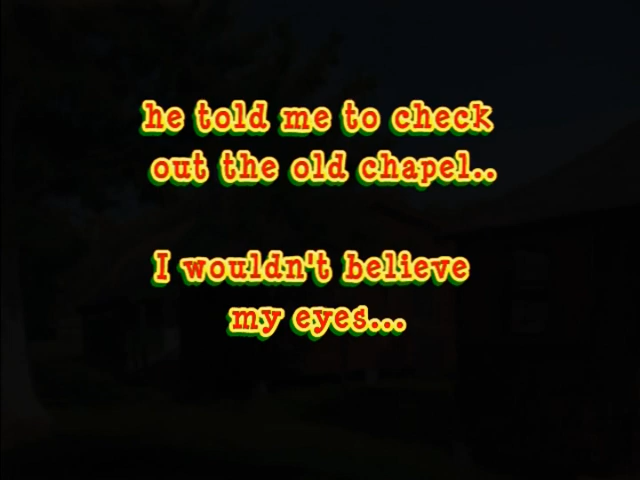 he told me to check
out the old chapel..
I wouldn't believe
my eyes...